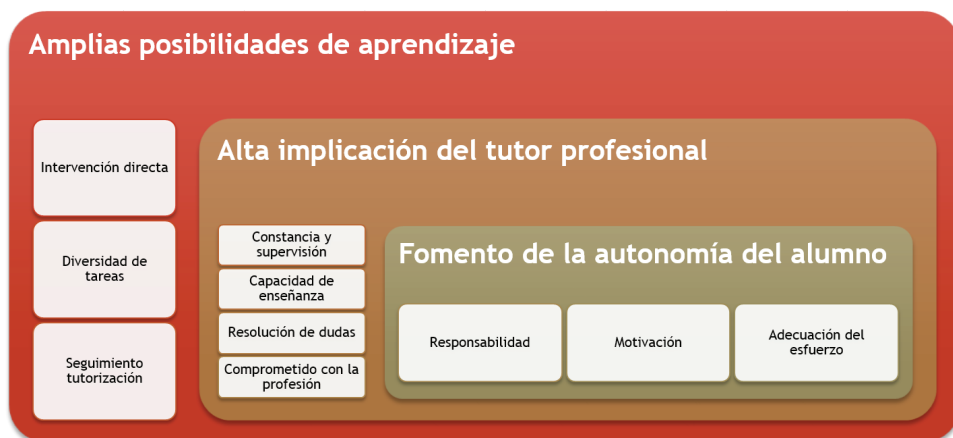 Amplias posibilidades de aprendizaje
Intervención directa
Diversidad de
tareas
Seguimiento
tutorización
Alta implicación del tutor profesional
Constancia y
supervisión
Capacidad de
enseñanza
Resolución de dudas
Comprometido con la
profesión
Fomento de la autonomía del alumno
Responsabilidad
Motivación
Adecuación del
esfuerzo